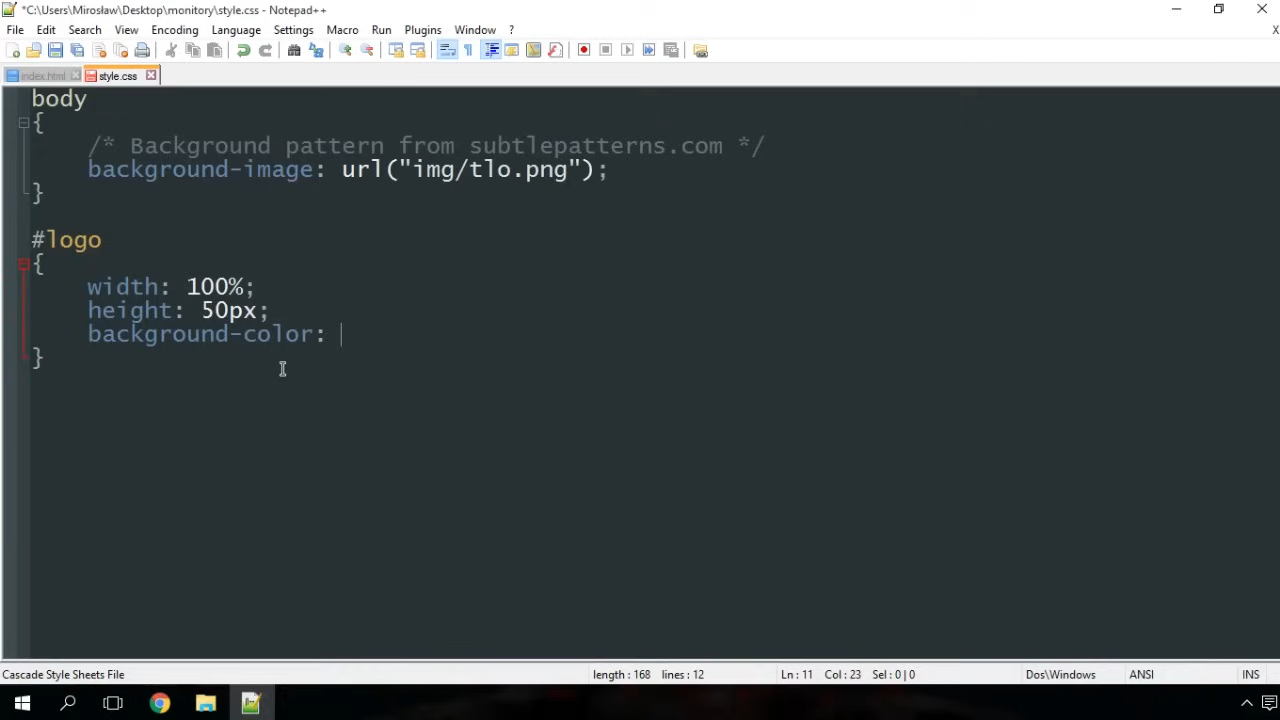 *C:\Users\Mirosław\Desktop\monitory\style.css - Notepad++
File Edit Search View Encoding Language Settings Macro Run Plugins Window ? X
index.html style.css
body
{
/* Background pattern from subtlepatterns.com */
background-image: url("img/tlo.png");
}
#logo
{
width: 100%;
height: 50px;
background-color:
}
Cascade Style Sheets File length : 168 lines : 12 Ln : 11 Col : 23 Sel : 0 | 0 Dos\Windows ANSI INS